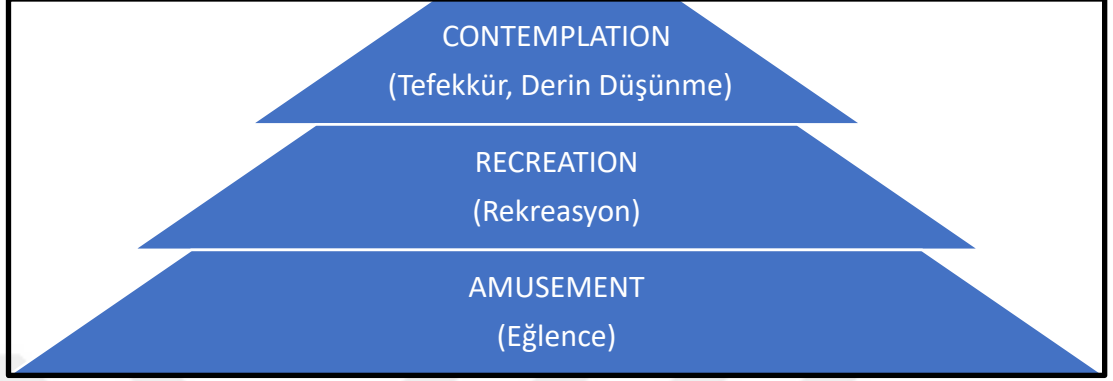 CONTEMPLATION
(Tefekkür, Derin Düşünme)
RECREATION
(Rekreasyon)
AMUSEMENT
(Eğlence)